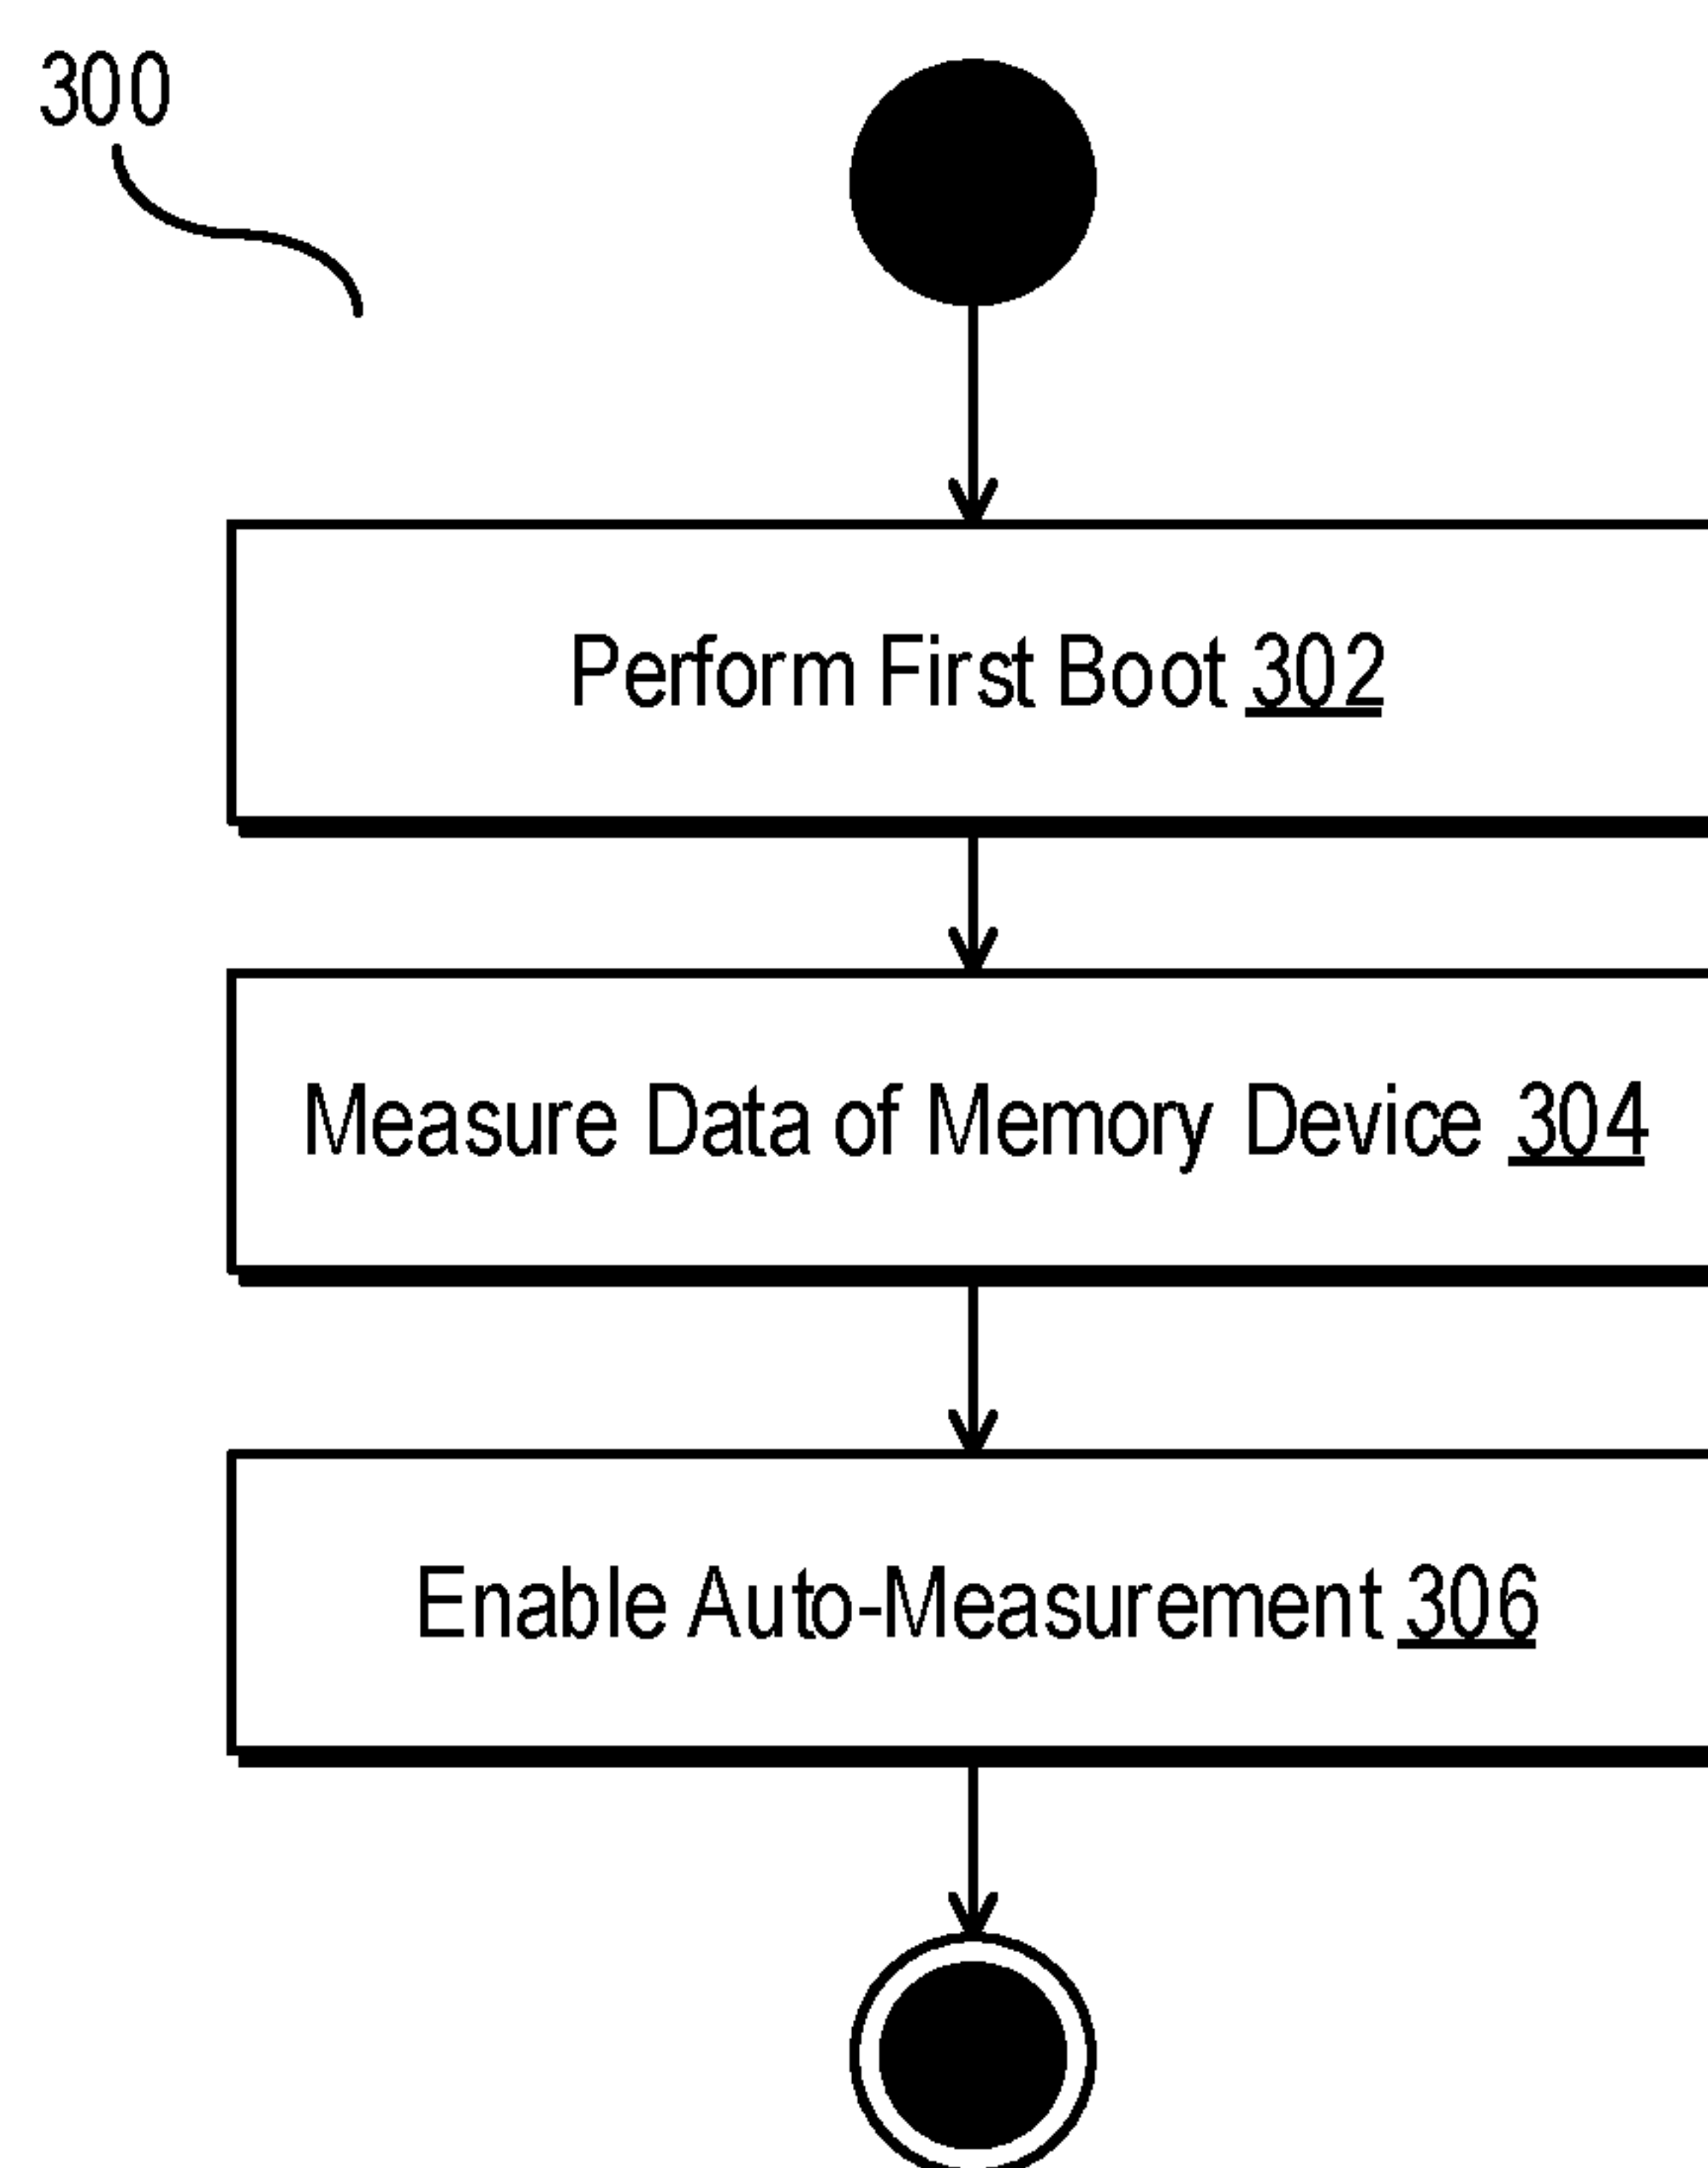 300
Perform First Boot 302
Measure Data of Memory Device 304
Enable Auto-Measurement 306